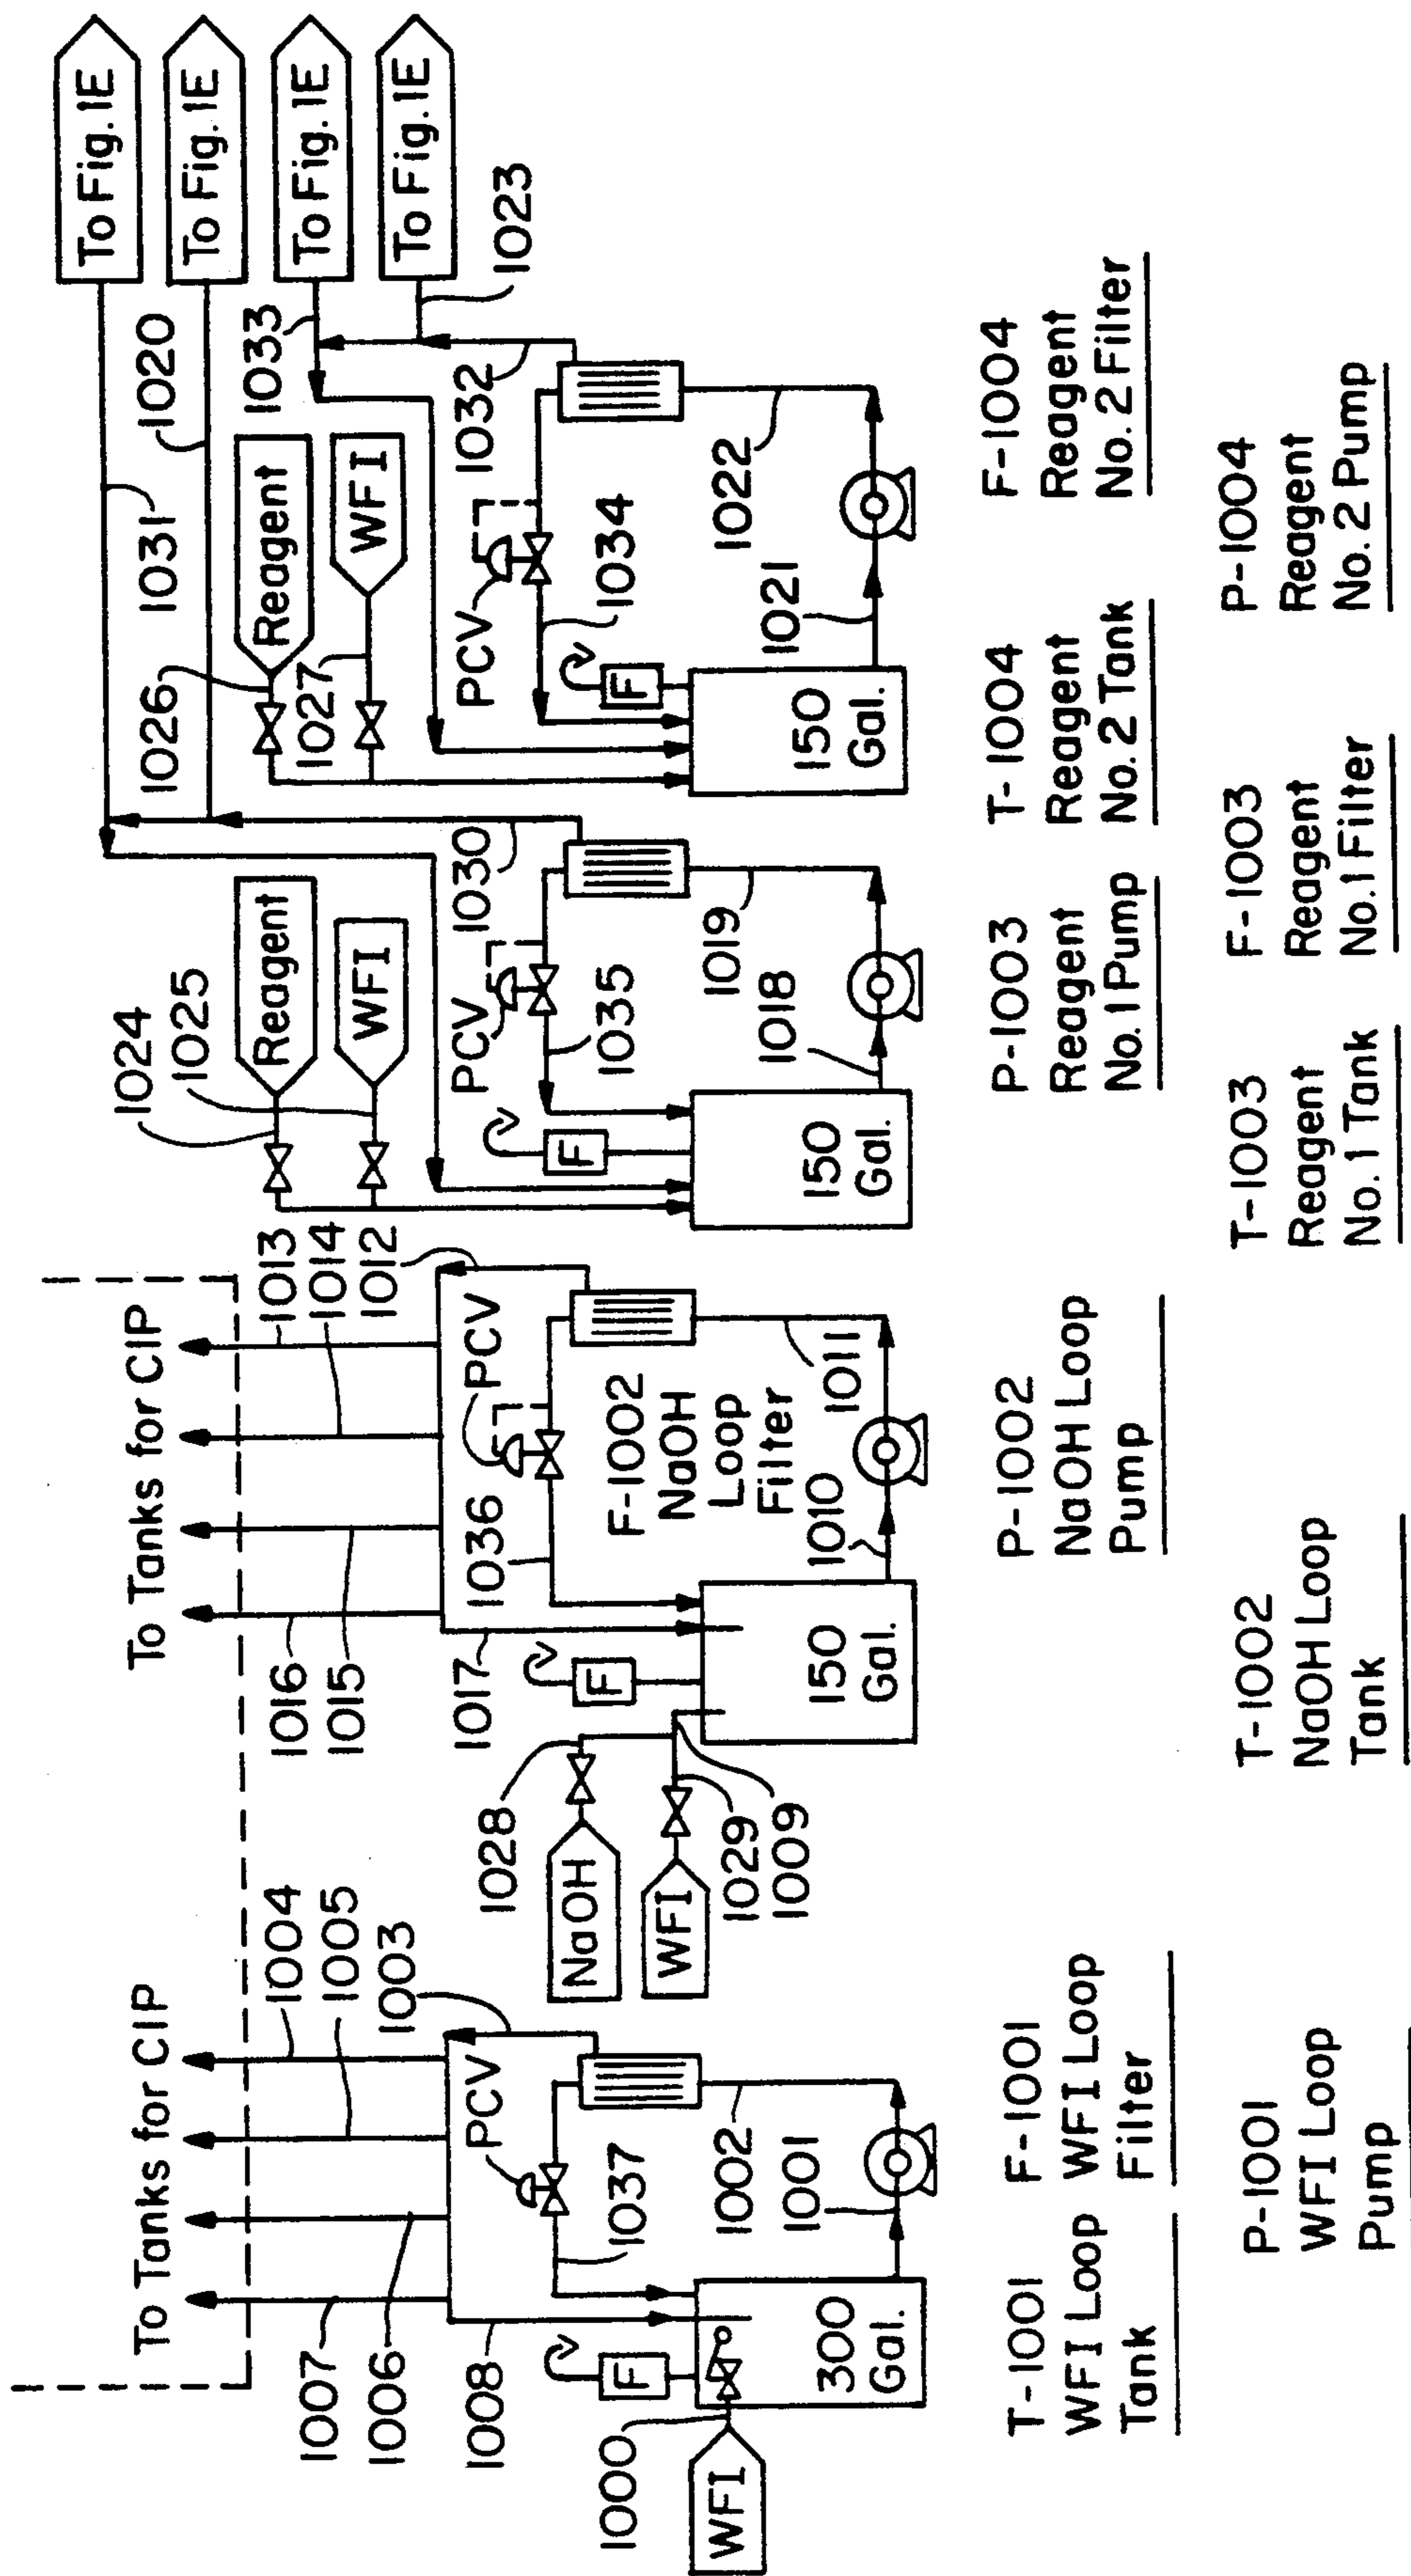 To Tanks for CIP
To Tanks for CIP
1007
1006
1004
1005
1003
1008
PCV
1037
1002
1001
1000
WFI
F
300
Gal.
1016
1015
1013
1014
1012
1017
1036
PCV
F-1002
NaOH
Loop
Filter
1011
1010
1028
NaOH
WFI
1029
1009
F
150
Gal.
1024
1025
Reagent
WFI
1030
PCV
1035
1019
1018
F
150
Gal.
1031
1020
1026
1027
Reagent
WFI
1033
1032
1023
PCV
1034
1022
1021
F
150
Gal.
To Fig. 1E
To Fig. 1E
To Fig. 1E
To Fig. 1E
T-1001
WFI Loop
Tank
F-1001
WFI Loop
Filter
P-1001
WFI Loop
Pump
P-1002
NaOH Loop
Pump
T-1002
NaOH Loop
Tank
P-1003
Reagent
No. 1 Pump
T-1003
Reagent
No. 1 Tank
F-1003
Reagent
No. 1 Filter
T-1004
Reagent
No. 2 Tank
F-1004
Reagent
No. 2 Filter
P-1004
Reagent
No. 2 Pump